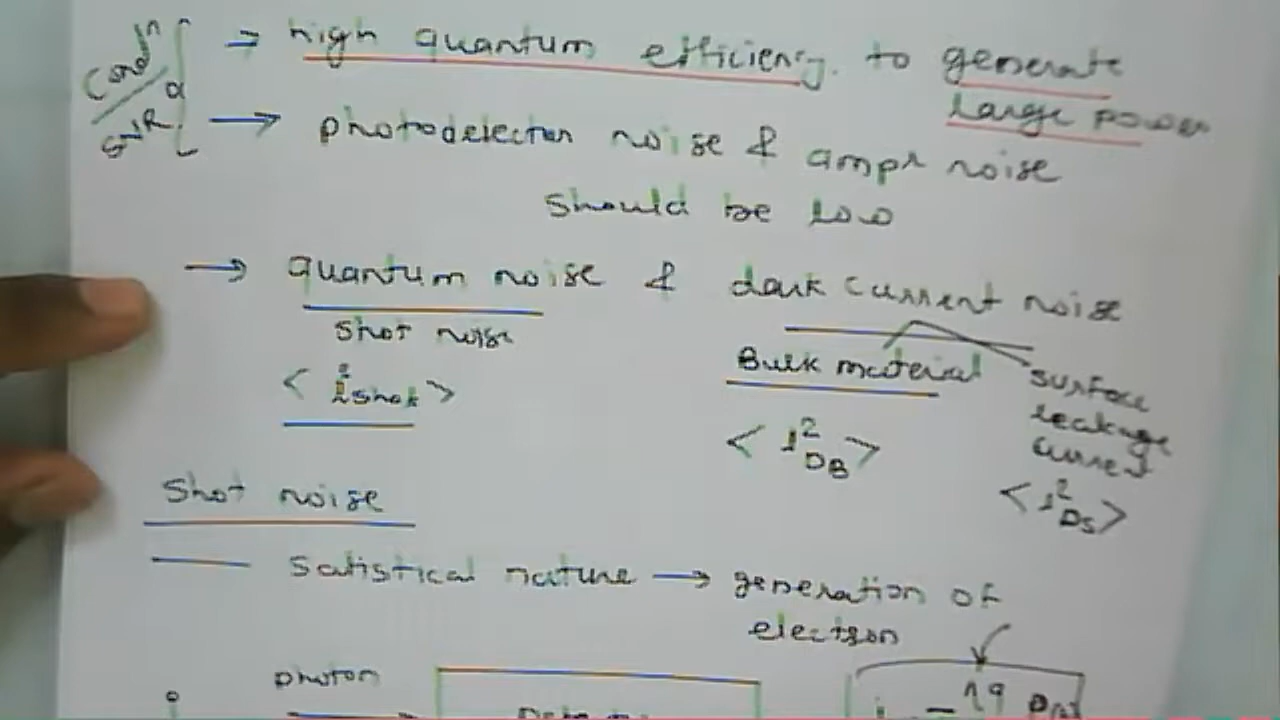 Condn of SNR
⇒ high quantum efficiency to generate
large power
→ photodetector noise & ampr noise
should be low
→ quantum noise & dark current noise
Shot noise
Bulk material
surface
leakage
current
< i²shot >
< i²DB >
< i²DS >
Shot noise
— Satistical nature → generation of
electron
photon